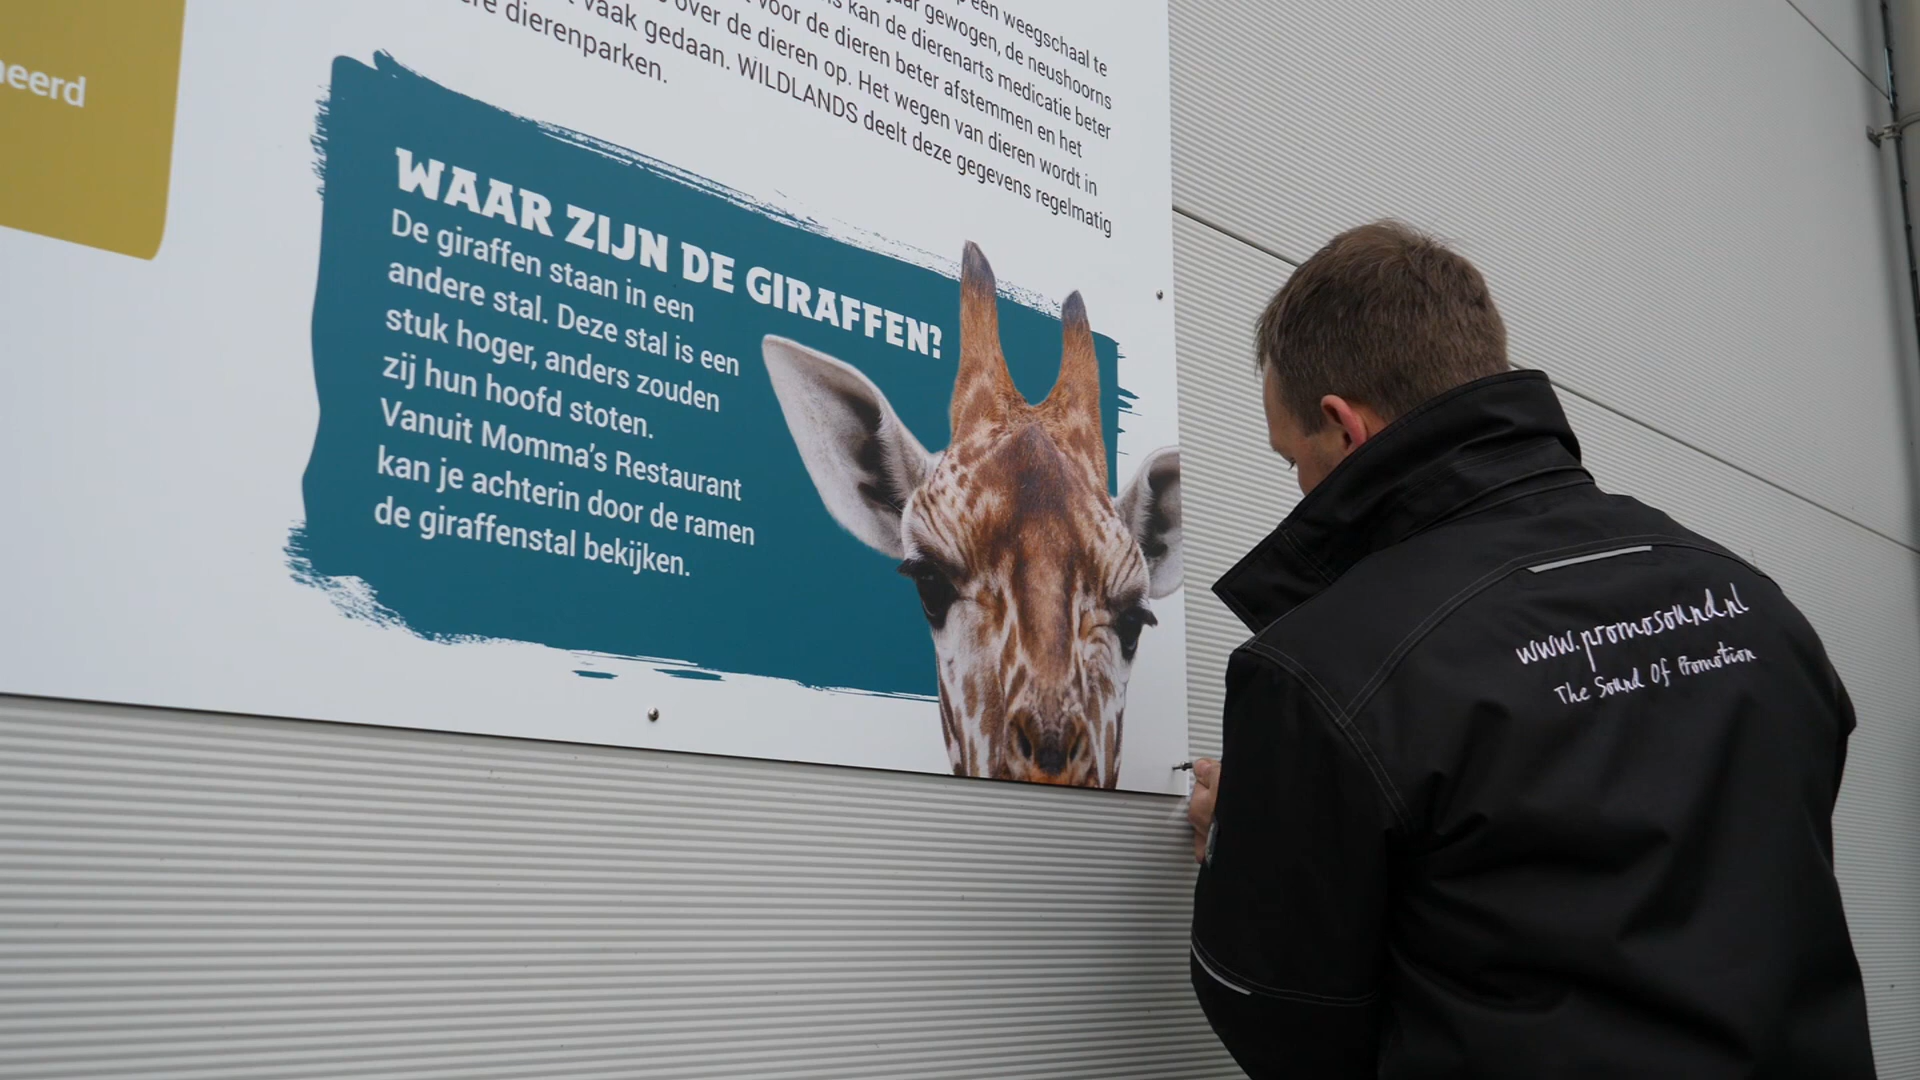 neerd
een weegschaal te
gewogen, de neushoorns
kan de dierenarts medicatie beter
voor de dieren beter afstemmen en het
over de dieren op. Het wegen van dieren wordt in
vaak gedaan. WILDLANDS deelt deze gegevens regelmatig
dierenparken.
WAAR ZIJN DE GIRAFFEN?
De giraffen staan in een
andere stal. Deze stal is een
stuk hoger, anders zouden
zij hun hoofd stoten.
Vanuit Momma's Restaurant
kan je achterin door de ramen
de giraffenstal bekijken.
www.promosound.nl
The Sound Of Promotion